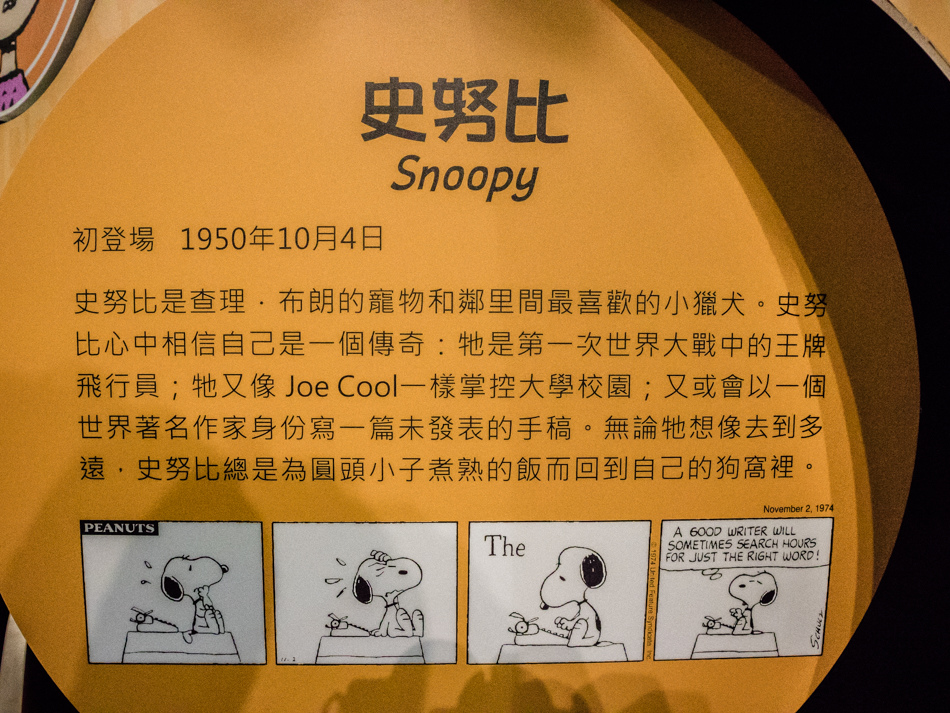 史努比
Snoopy
初登場 1950年10月4日
史努比是查理．布朗的寵物和鄰里間最喜歡的小獵犬。史努
比心中相信自己是一個傳奇：牠是第一次世界大戰中的王牌
飛行員；牠又像 Joe Cool一樣掌控大學校園；又或會以一個
世界著名作家身份寫一篇未發表的手稿。無論牠想像去到多
遠，史努比總是為圓頭小子煮熟的飯而回到自己的狗窩裡。
November 2, 1974
PEANUTS
11-2
The
© 1974 United Feature Syndicate, Inc.
A GOOD WRITER WILL
SOMETIMES SEARCH HOURS
FOR JUST THE RIGHT WORD!
SCHULZ